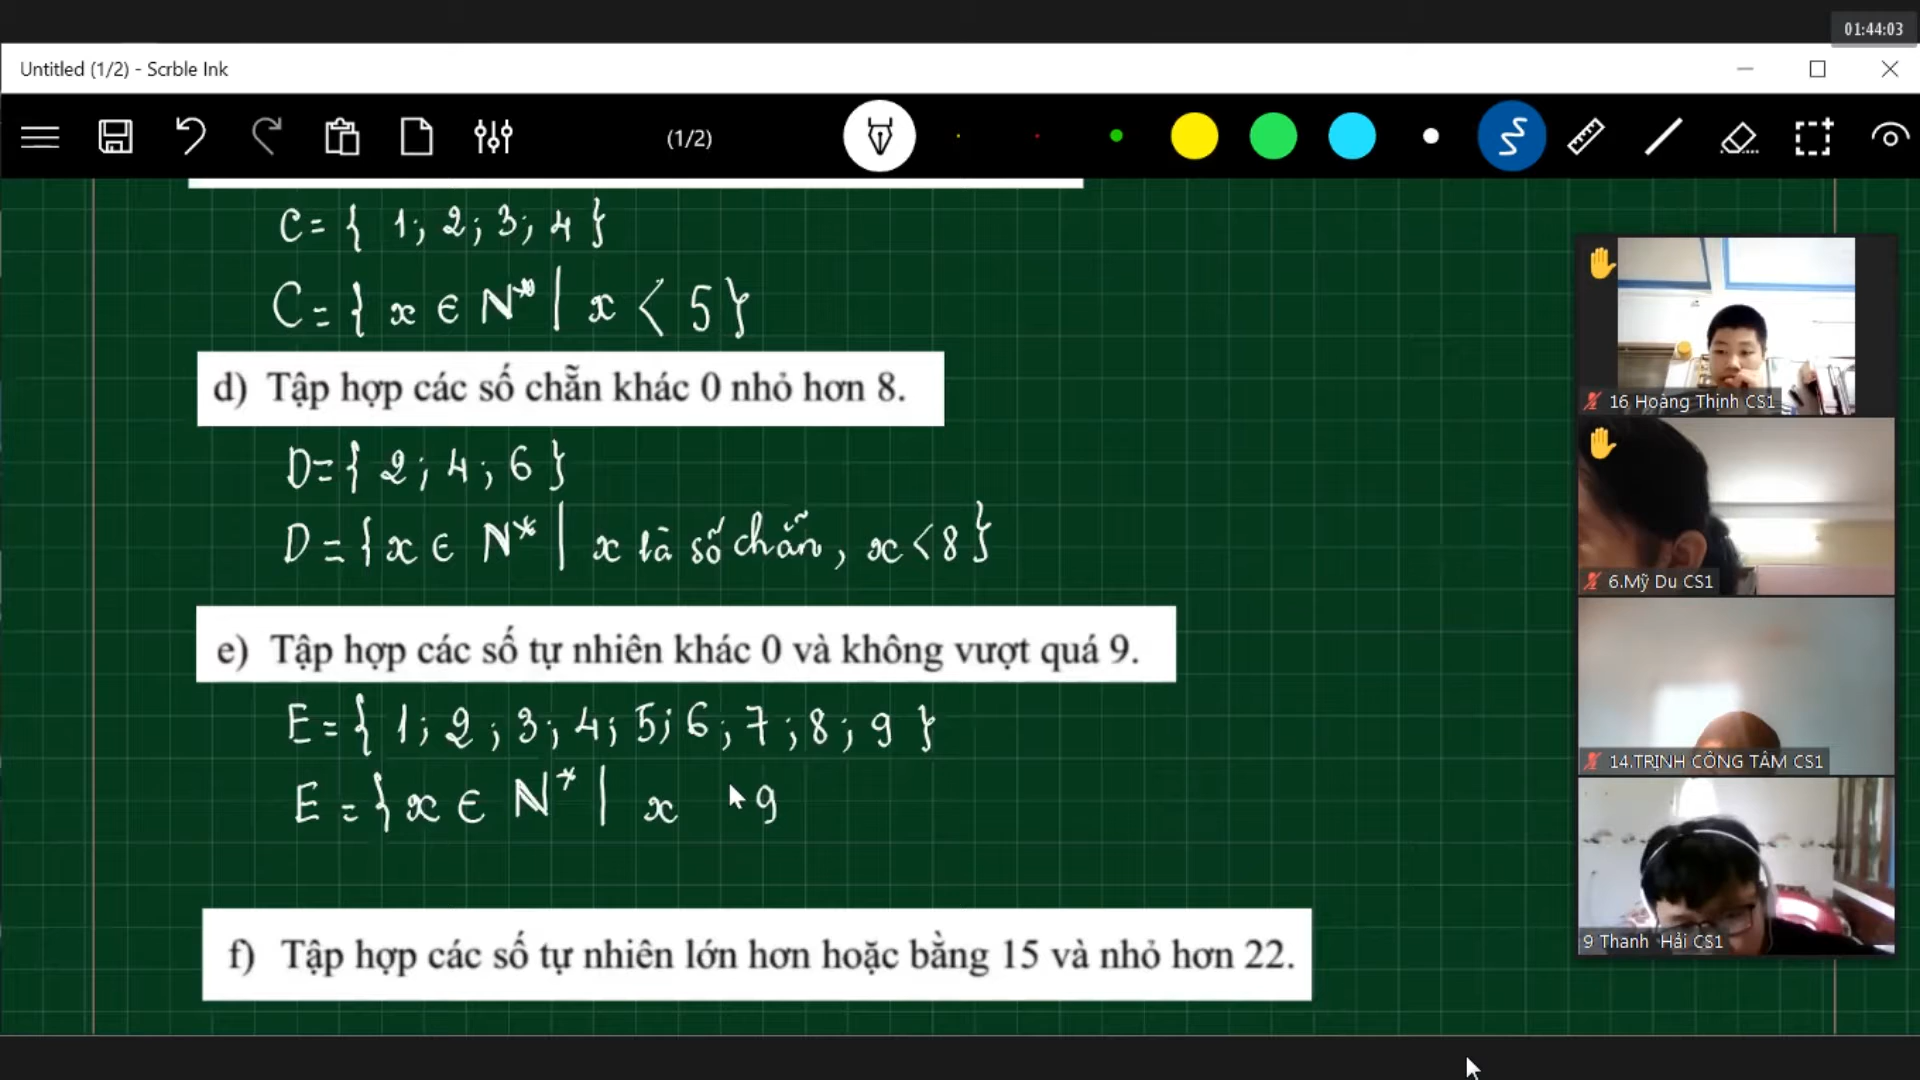 01:44:03
Untitled (1/2) - Scrble Ink
(1/2)
C = { 1; 2; 3; 4 }
C = { x ∈ N* | x < 5 }
d) Tập hợp các số chẵn khác 0 nhỏ hơn 8.
D = { 2; 4; 6 }
D = { x ∈ N* | x là số chẵn, x < 8 }
e) Tập hợp các số tự nhiên khác 0 và không vượt quá 9.
E = { 1; 2; 3; 4; 5; 6; 7; 8; 9 }
E = { x ∈ N* | x 9
f) Tập hợp các số tự nhiên lớn hơn hoặc bằng 15 và nhỏ hơn 22.
16 Hoàng Thịnh CS1
6.Mỹ Du CS1
14.TRỊNH CÔNG TÂM CS1
9 Thanh Hải CS1